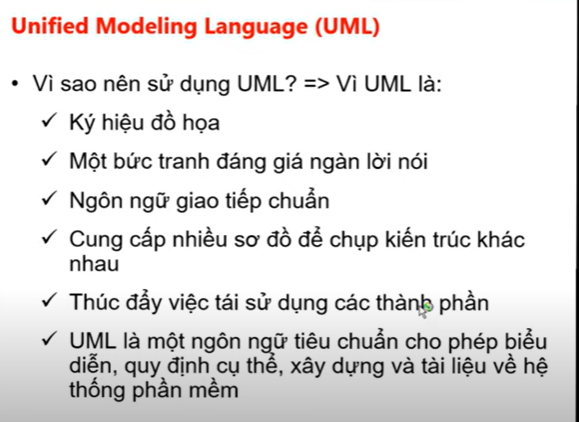 Unified Modeling Language (UML)
• Vì sao nên sử dụng UML? => Vì UML là:
✓ Ký hiệu đồ họa
✓ Một bức tranh đáng giá ngàn lời nói
✓ Ngôn ngữ giao tiếp chuẩn
✓ Cung cấp nhiều sơ đồ để chụp kiến trúc khác
nhau
✓ Thúc đẩy việc tái sử dụng các thành phần
✓ UML là một ngôn ngữ tiêu chuẩn cho phép biểu
diễn, quy định cụ thể, xây dựng và tài liệu về hệ
thống phần mềm